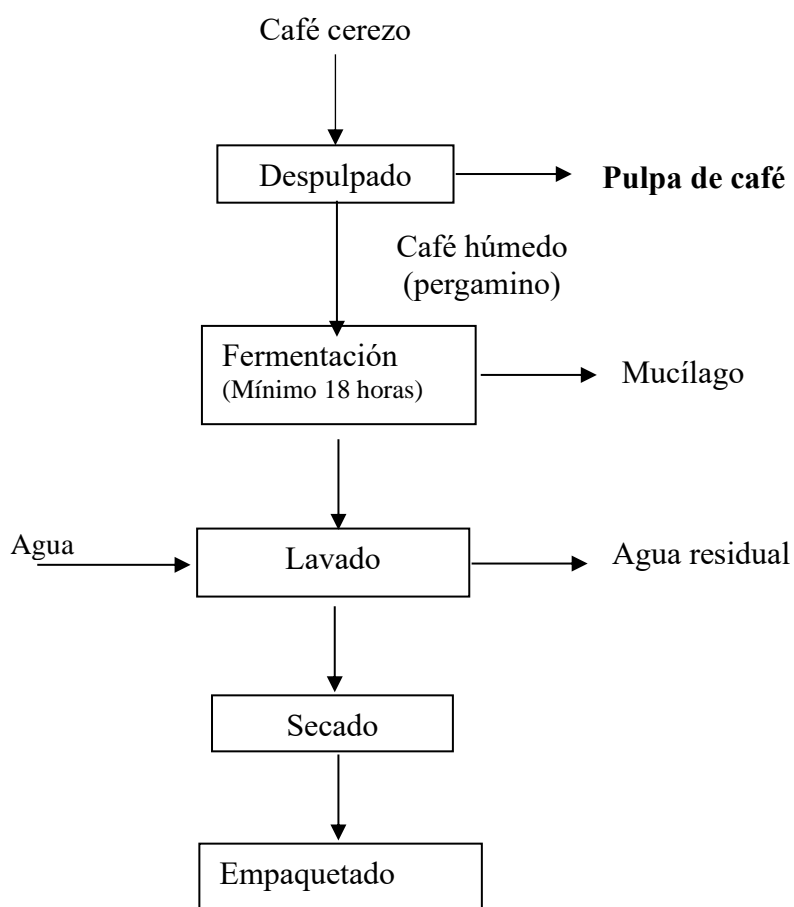 Café cerezo
Despulpado
Pulpa de café
Café húmedo
(pergamino)
Fermentación
(Mínimo 18 horas)
Mucílago
Agua
Lavado
Agua residual
Secado
Empaquetado